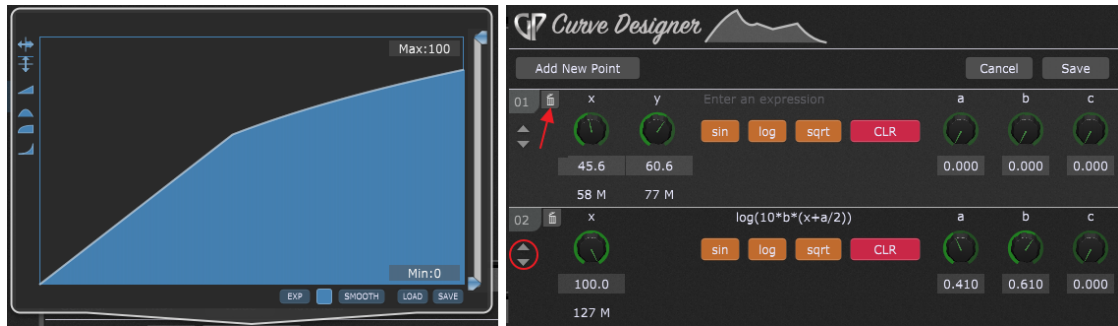 Max:100
Min:0
EXP SMOOTH LOAD SAVE
GP Curve Designer
Add New Point Cancel Save
01 x y Enter an expression a b c
sin log sqrt CLR
45.6 60.6 0.000 0.000 0.000
58 M 77 M
02 x log(10*b*(x+a/2)) a b c
sin log sqrt CLR
100.0 0.410 0.610 0.000
127 M